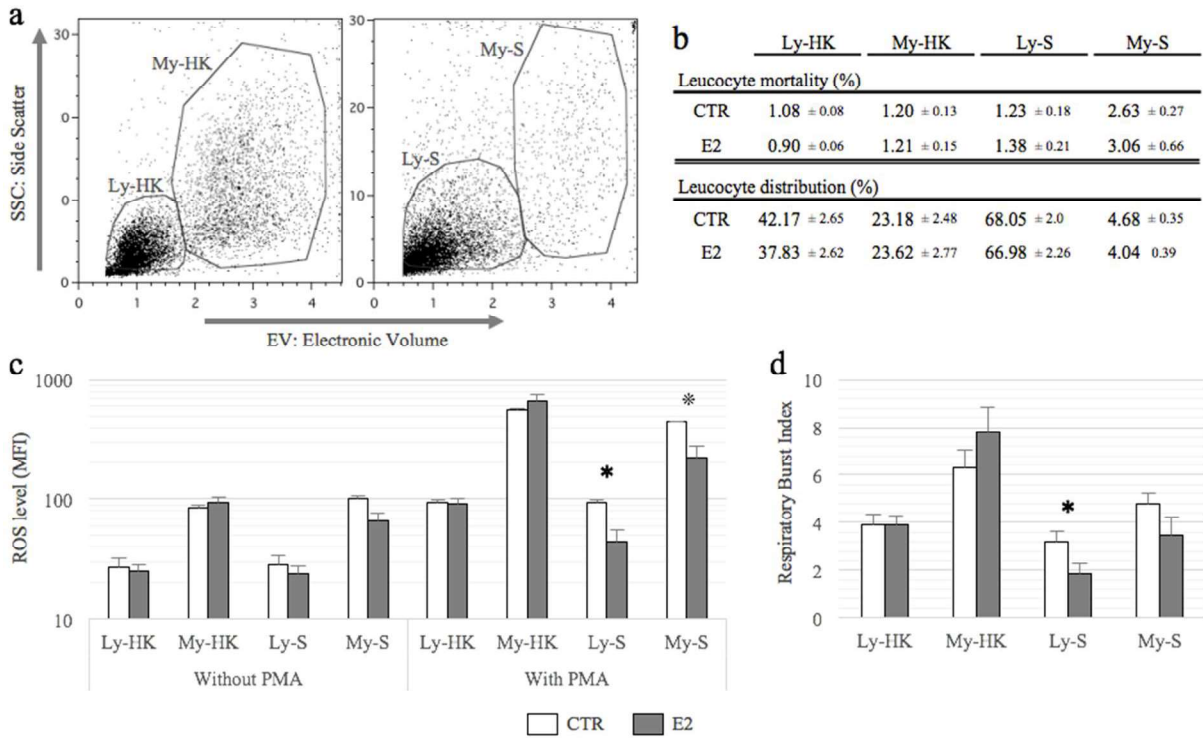 a
30
0
0
0
0
1
2
3
4
My-HK
Ly-HK
SSC: Side Scatter
30
20
10
0
0
1
2
3
4
My-S
Ly-S
EV: Electronic Volume
b
Ly-HK My-HK Ly-S My-S
Leucocyte mortality (%)
CTR 1.08 ± 0.08 1.20 ± 0.13 1.23 ± 0.18 2.63 ± 0.27
E2 0.90 ± 0.06 1.21 ± 0.15 1.38 ± 0.21 3.06 ± 0.66
Leucocyte distribution (%)
CTR 42.17 ± 2.65 23.18 ± 2.48 68.05 ± 2.0 4.68 ± 0.35
E2 37.83 ± 2.62 23.62 ± 2.77 66.98 ± 2.26 4.04 0.39
c
ROS level (MFI)
1000
100
10
※
*
Ly-HK My-HK Ly-S My-S Ly-HK My-HK Ly-S My-S
Without PMA With PMA
d
Respiratory Burst Index
10
8
6
4
2
0
*
Ly-HK My-HK Ly-S My-S
CTR E2